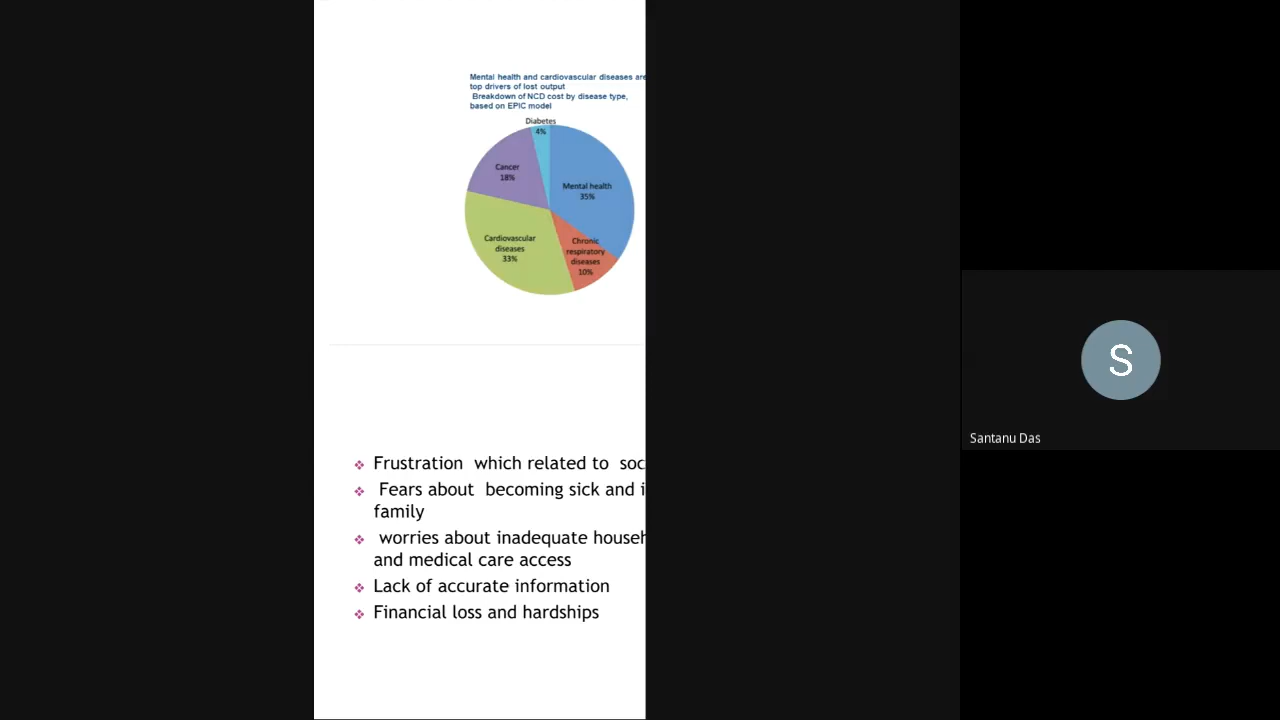 Mental health and cardiovascular diseases are
top drivers of lost output
Breakdown of NCD cost by disease type,
based on EPIC model
Diabetes
4%
Cancer
18%
Mental health
35%
Cardiovascular
diseases
33%
Chronic
respiratory
diseases
10%
❖ Frustration which related to soc
❖ Fears about becoming sick and i
family
❖ worries about inadequate househ
and medical care access
❖ Lack of accurate information
❖ Financial loss and hardships
S
Santanu Das